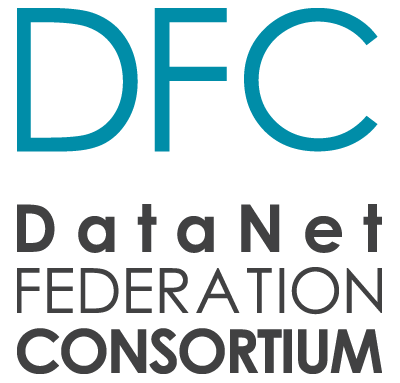 DFC
DataNet
FEDERATION
CONSORTIUM